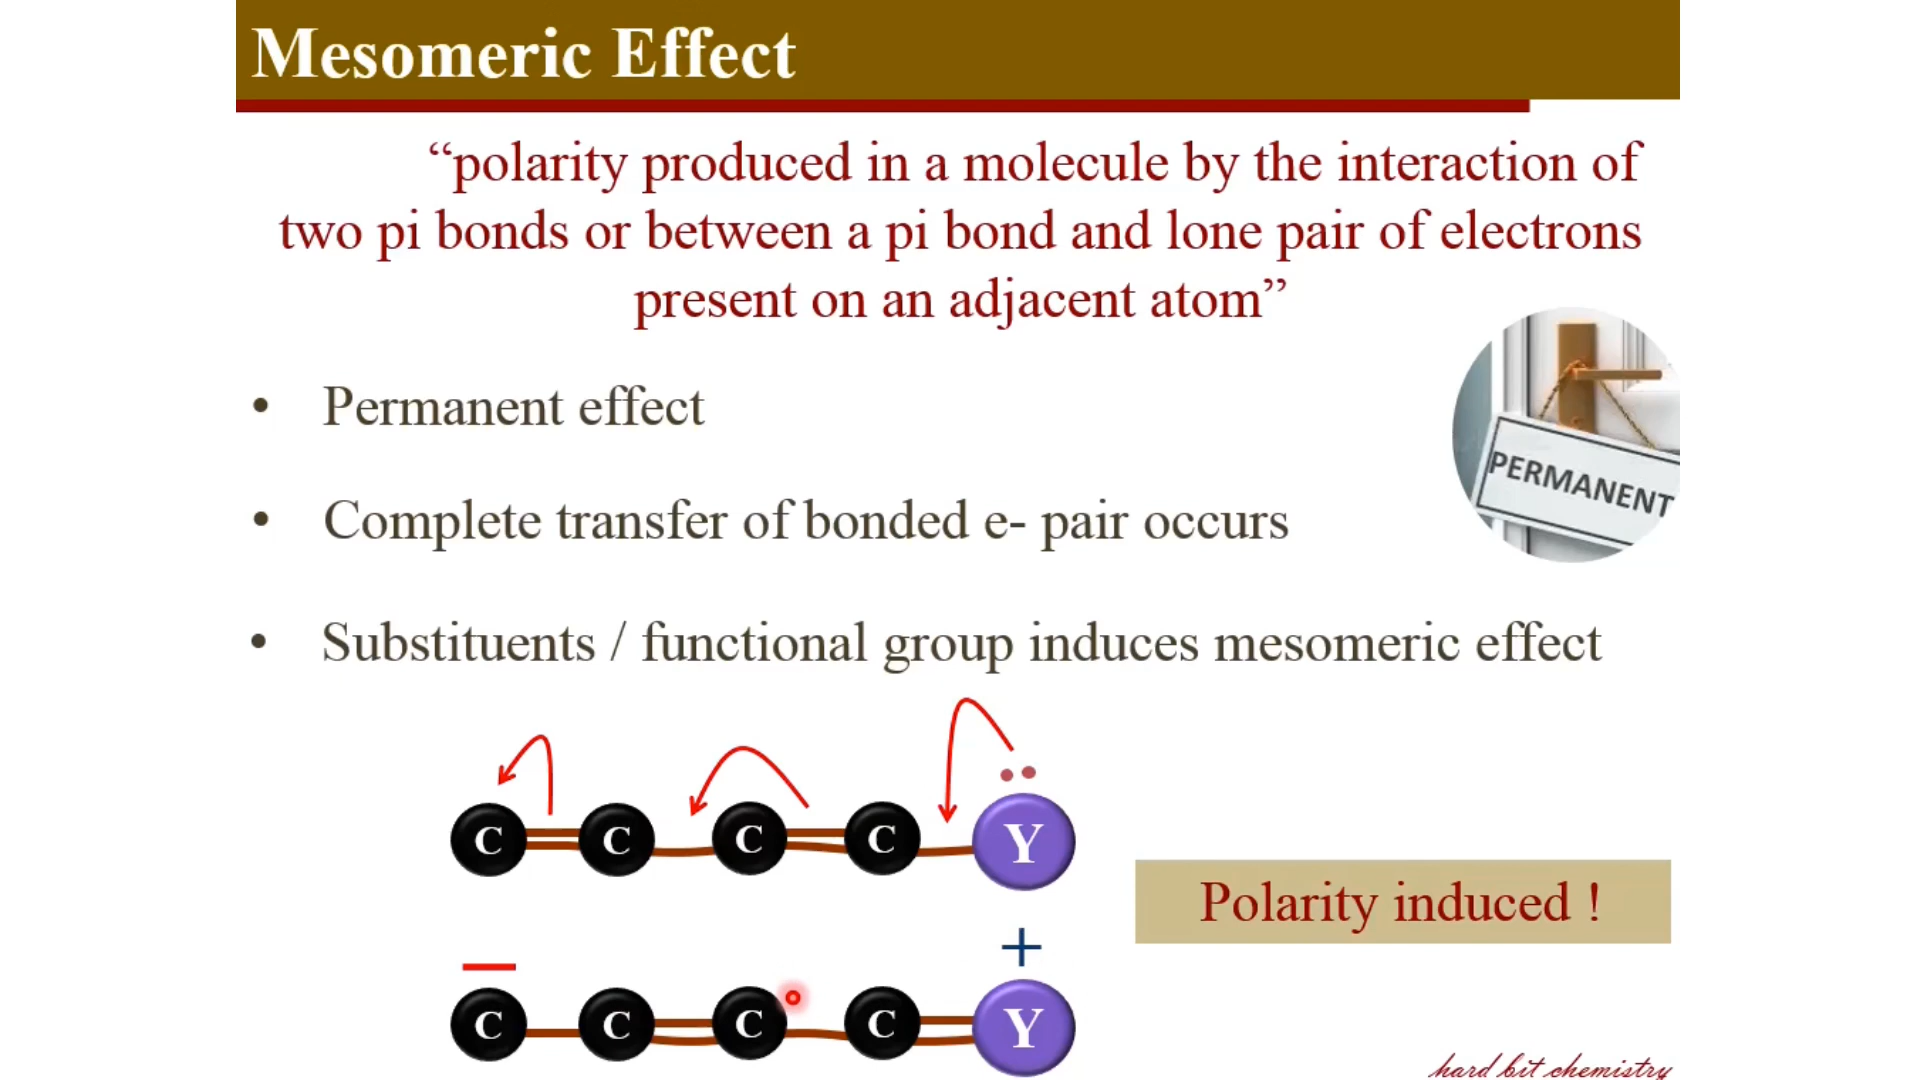 Mesomeric Effect
“polarity produced in a molecule by the interaction of
two pi bonds or between a pi bond and lone pair of electrons
present on an adjacent atom”
• Permanent effect
PERMANENT
• Complete transfer of bonded e- pair occurs
• Substituents / functional group induces mesomeric effect
C C C C Y
Polarity induced !
+
—
C C C C Y
hard bit chemistry